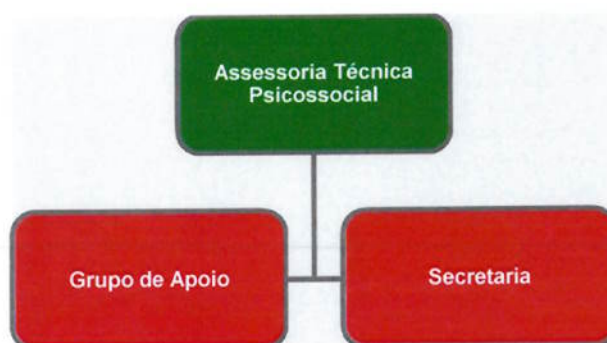 Assessoria Técnica
Psicossocial
Grupo de Apoio
Secretaria